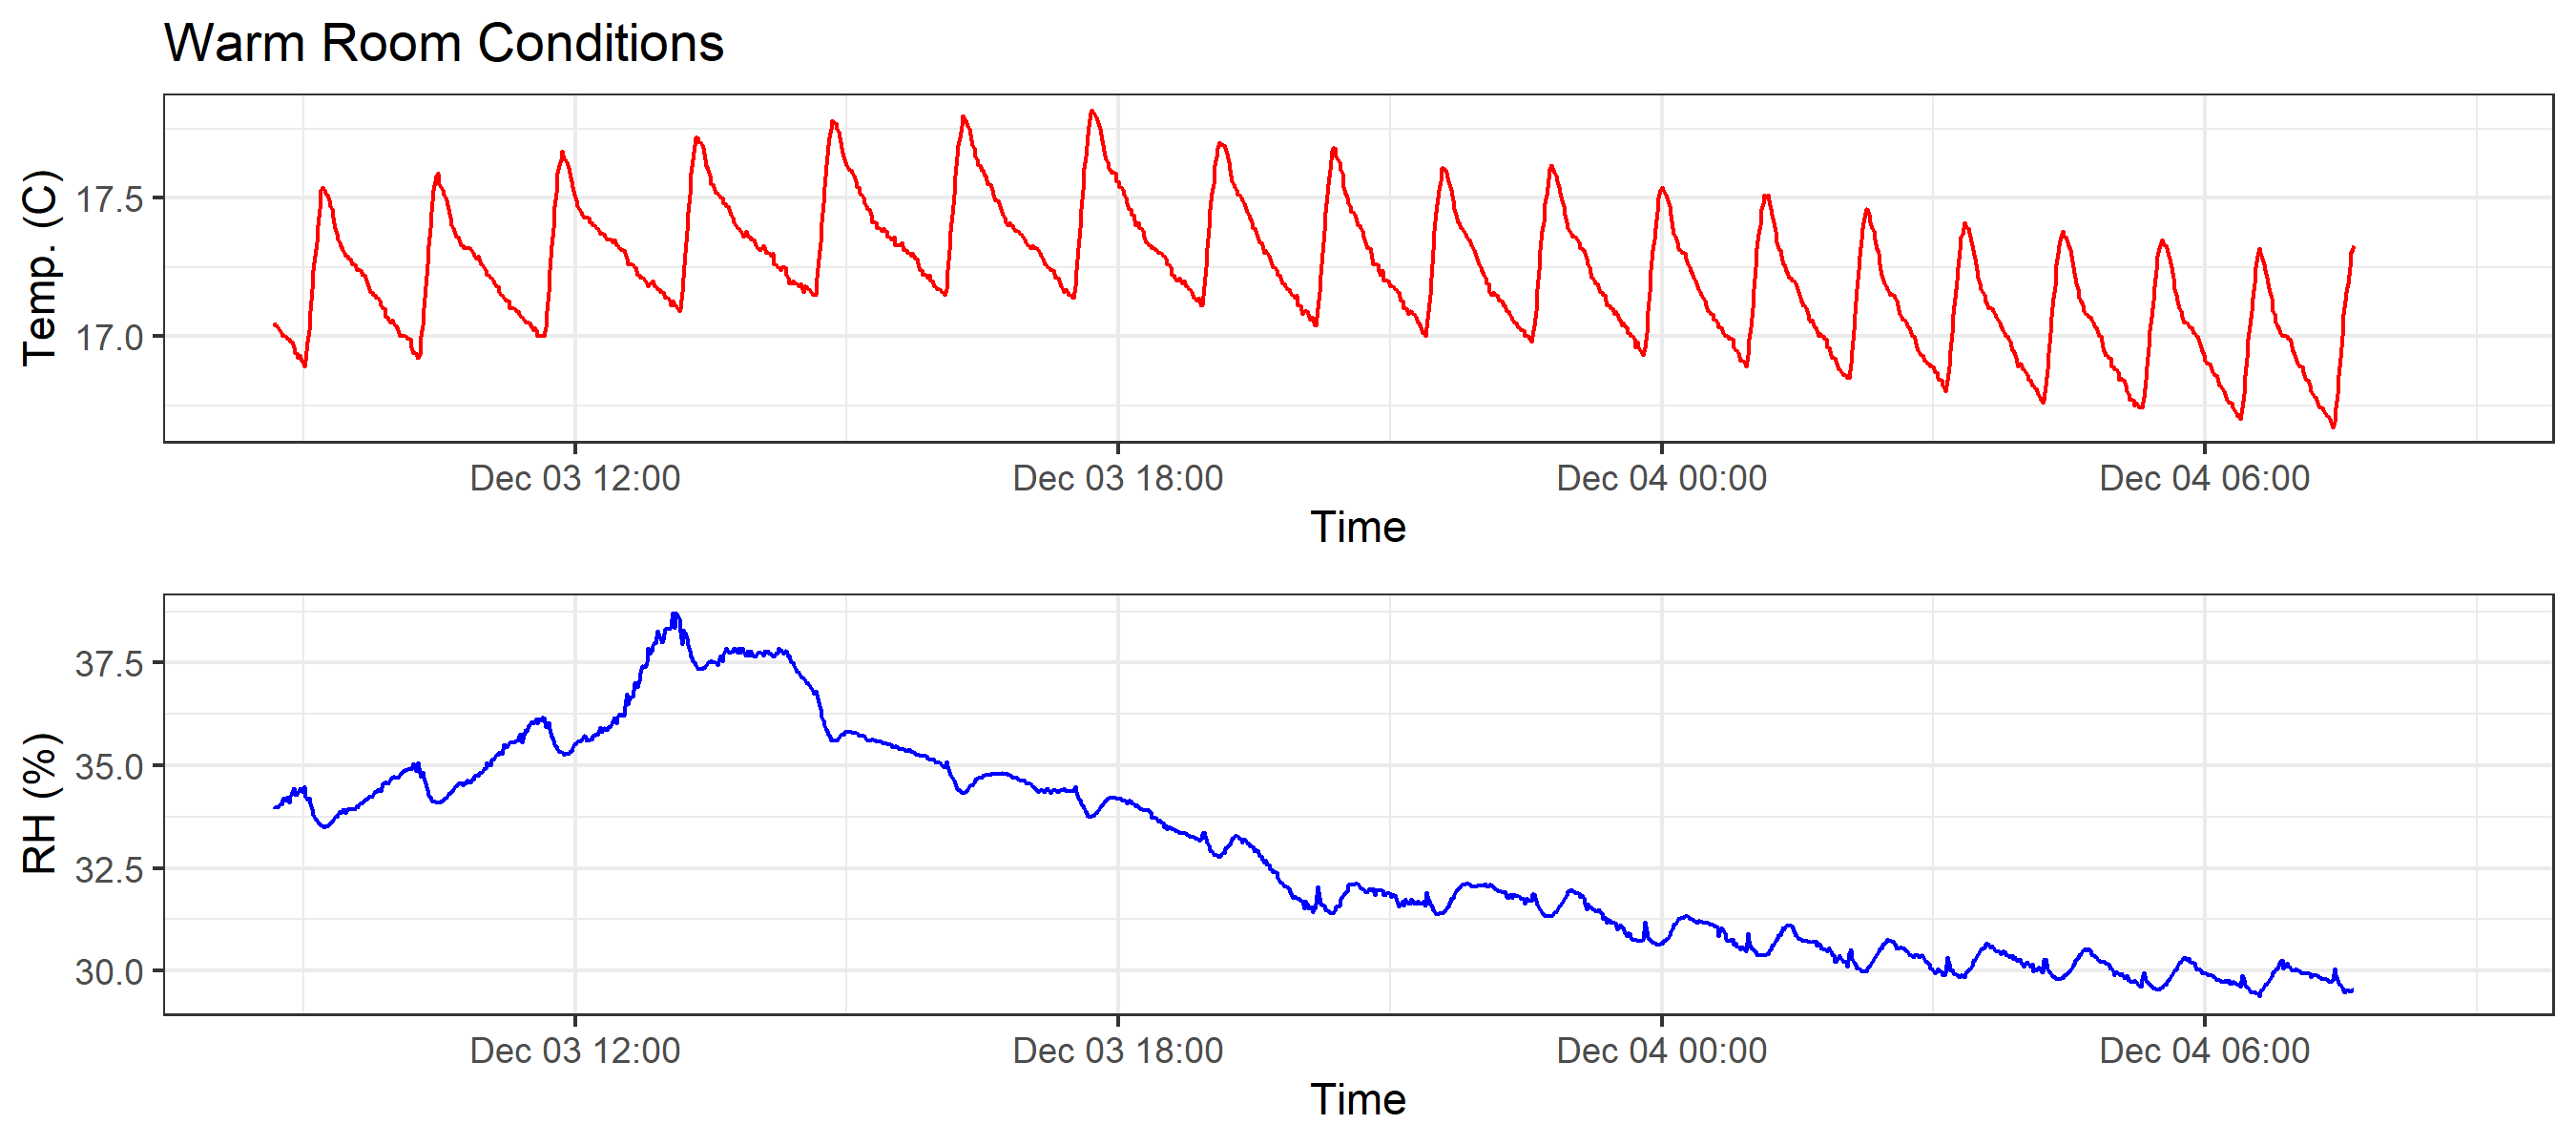 Warm Room Conditions
Temp. (C)
17.5
17.0
Dec 03 12:00 Dec 03 18:00 Dec 04 00:00 Dec 04 06:00
Time
RH (%)
37.5
35.0
32.5
30.0
Dec 03 12:00 Dec 03 18:00 Dec 04 00:00 Dec 04 06:00
Time